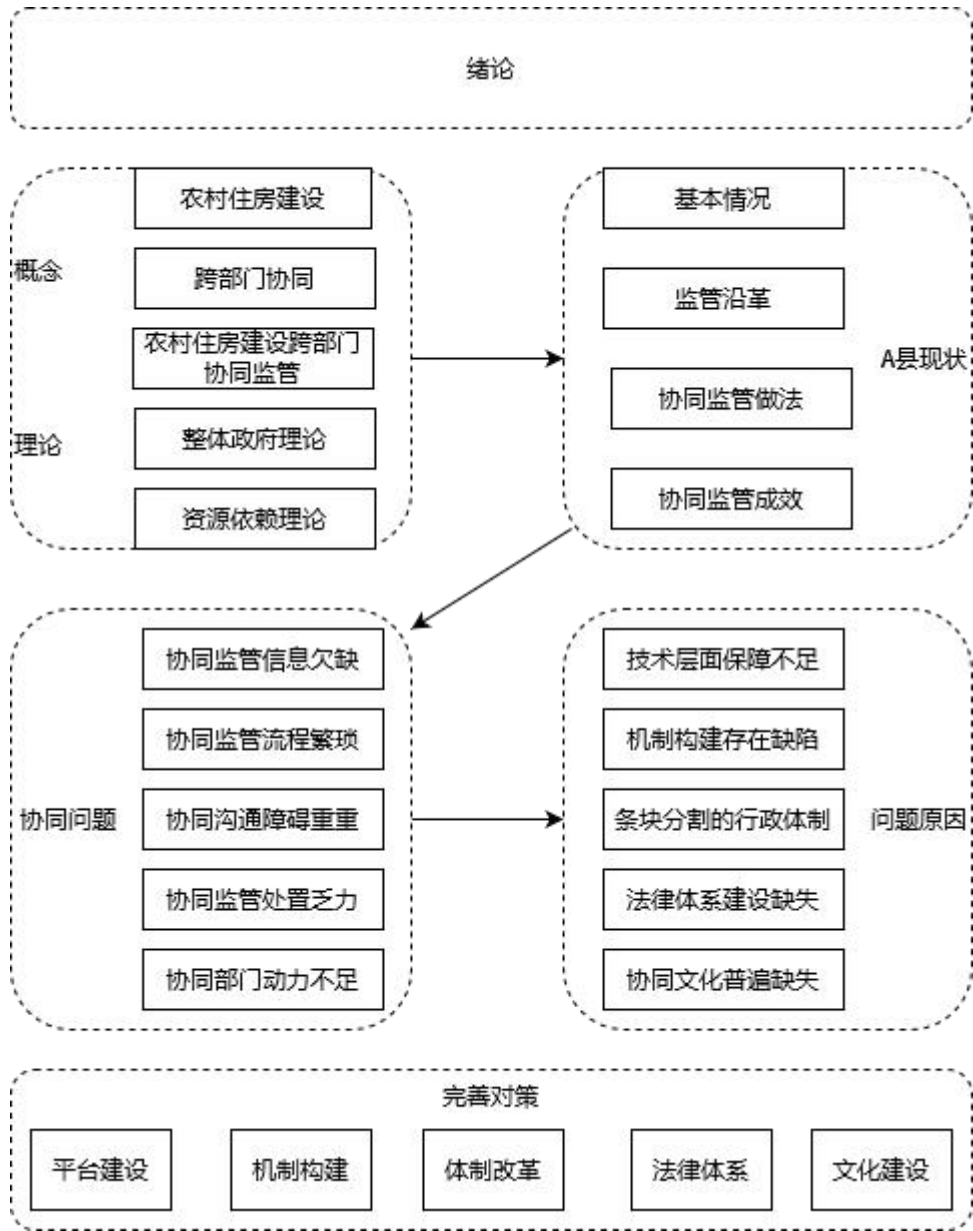 绪论
概念
农村住房建设
跨部门协同
农村住房建设跨部门
协同监管
理论
整体政府理论
资源依赖理论
基本情况
监管沿革
A县现状
协同监管做法
协同监管成效
协同监管信息欠缺
协同监管流程繁琐
协同问题
协同沟通障碍重重
协同监管处置乏力
协同部门动力不足
技术层面保障不足
机制构建存在缺陷
条块分割的行政体制
问题原因
法律体系建设缺失
协同文化普遍缺失
完善对策
平台建设
机制构建
体制改革
法律体系
文化建设